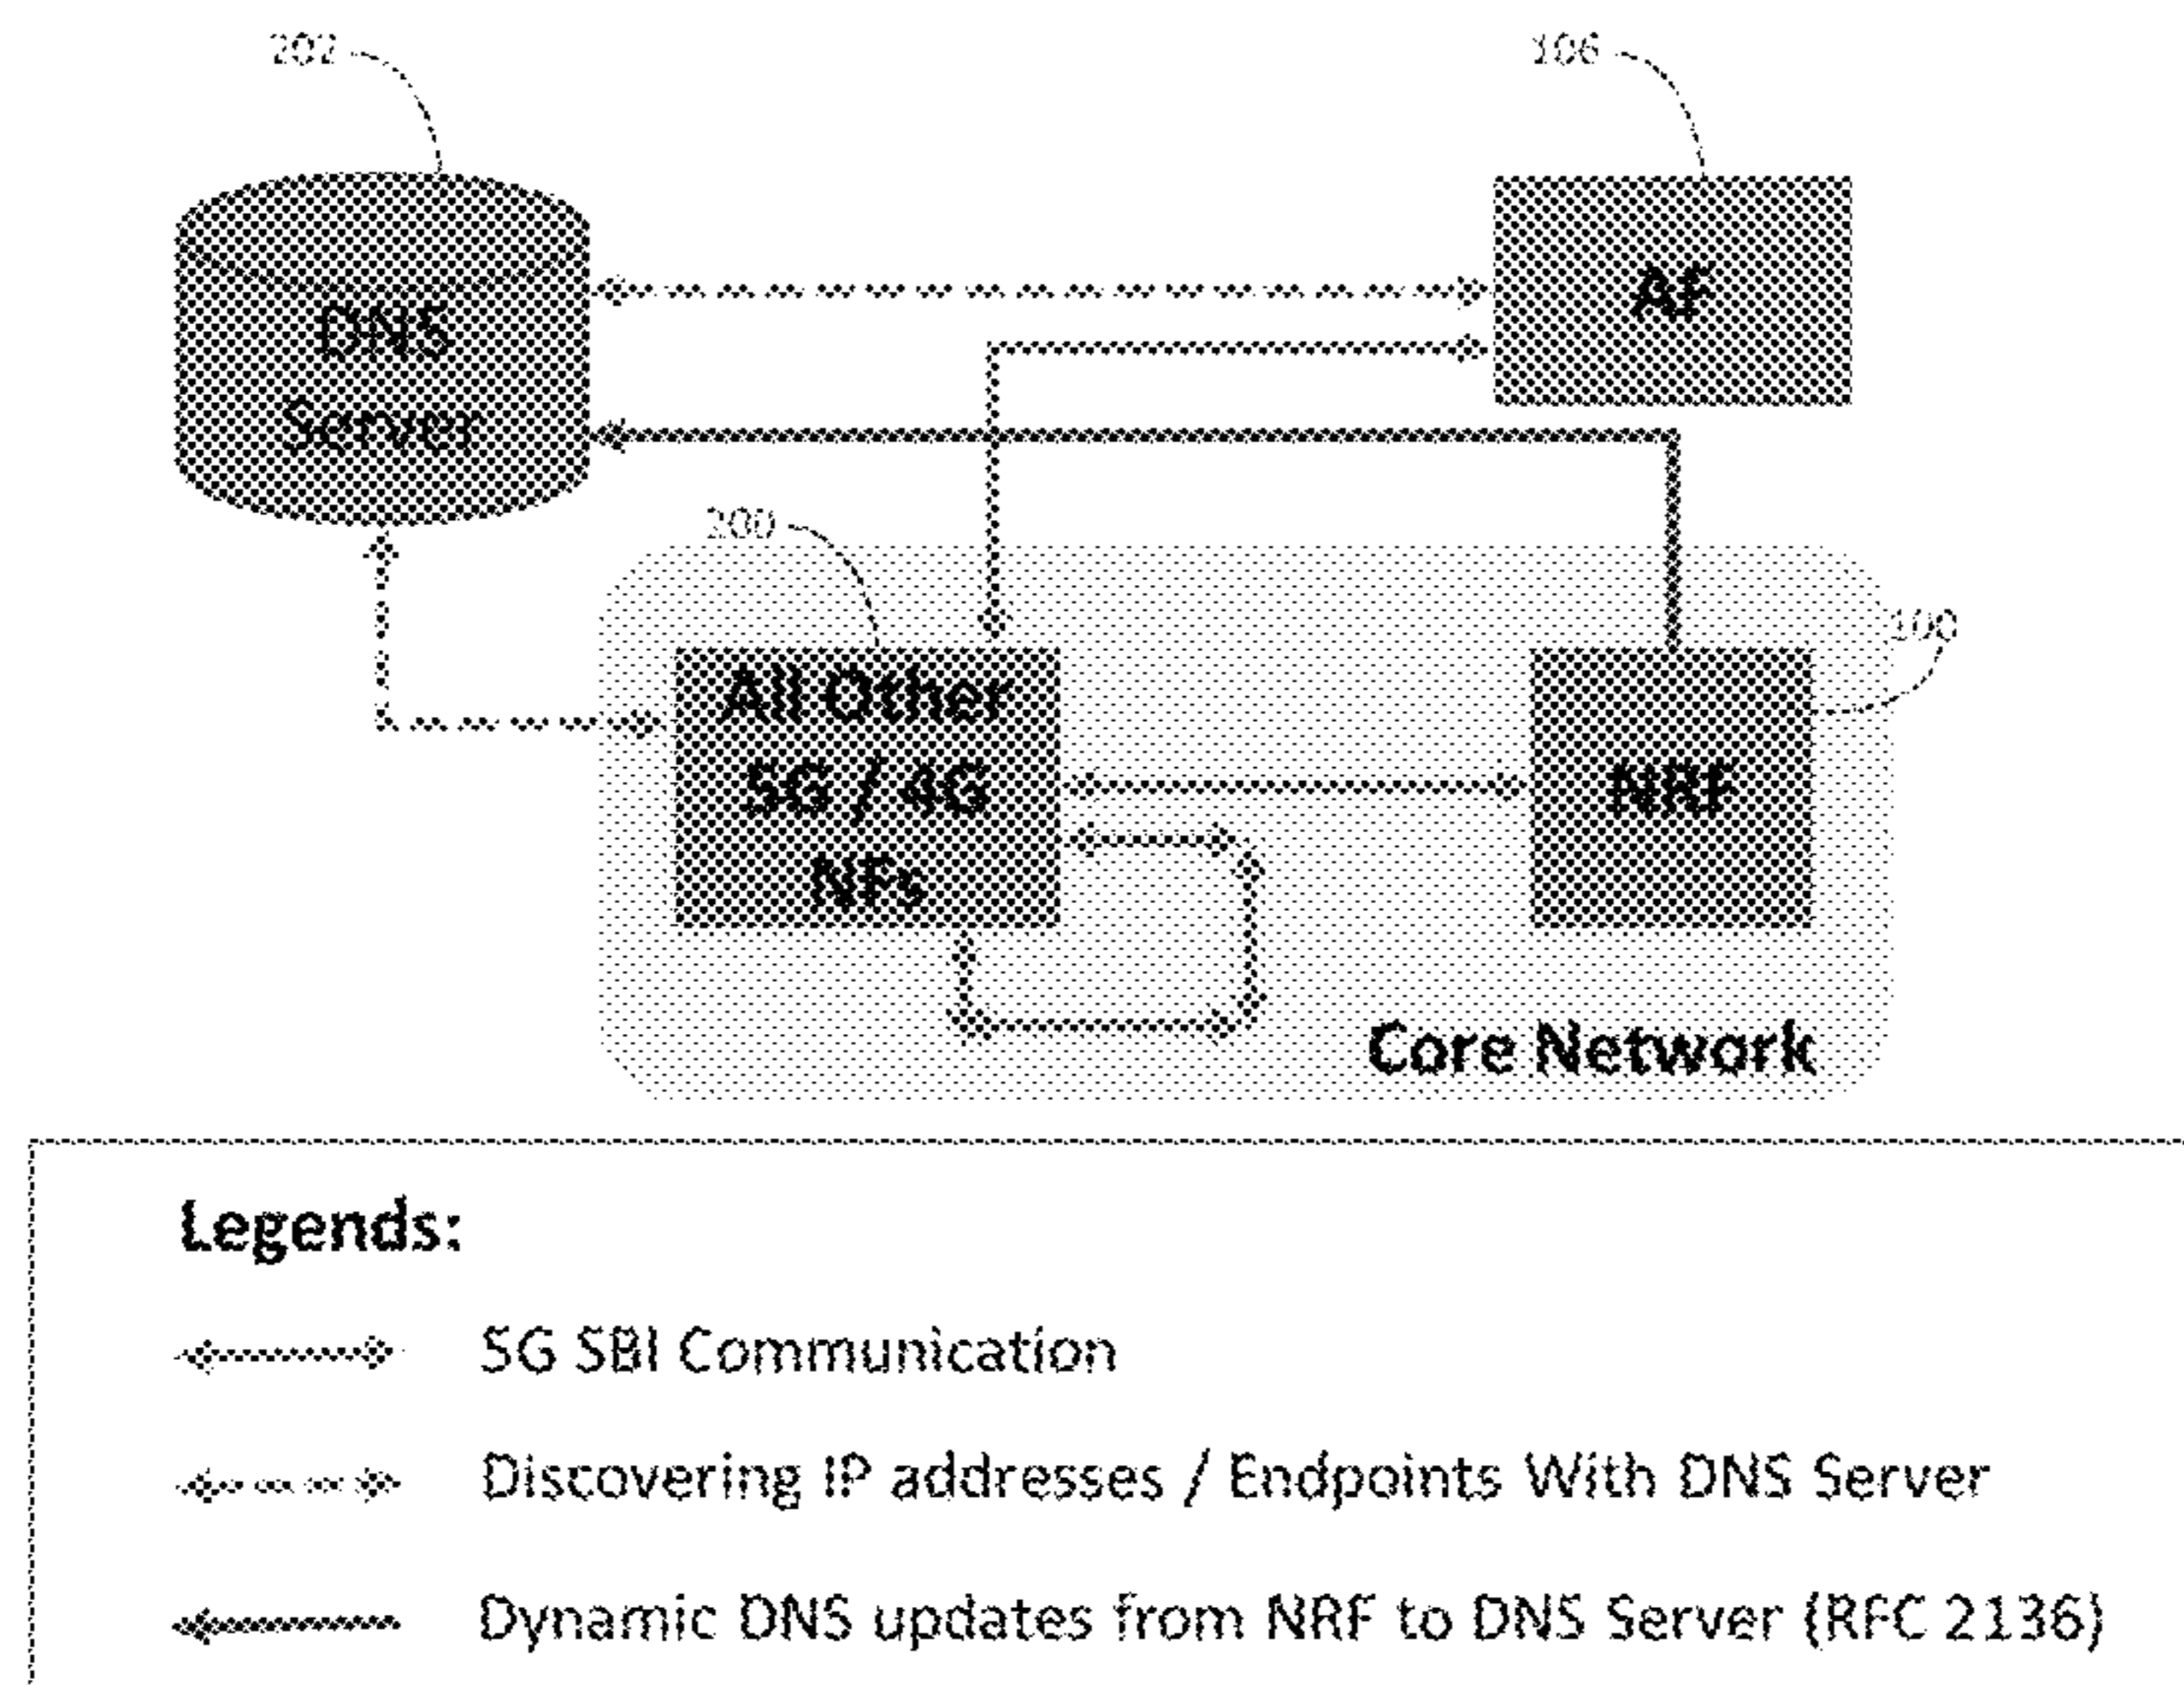 202
106
DNS
Server
AF
200
100
All Other
5G / 4G
NFs
NRF
Core Network
Legends:
5G SBI Communication
Discovering IP addresses / Endpoints With DNS Server
Dynamic DNS updates from NRF to DNS Server (RFC 2136)